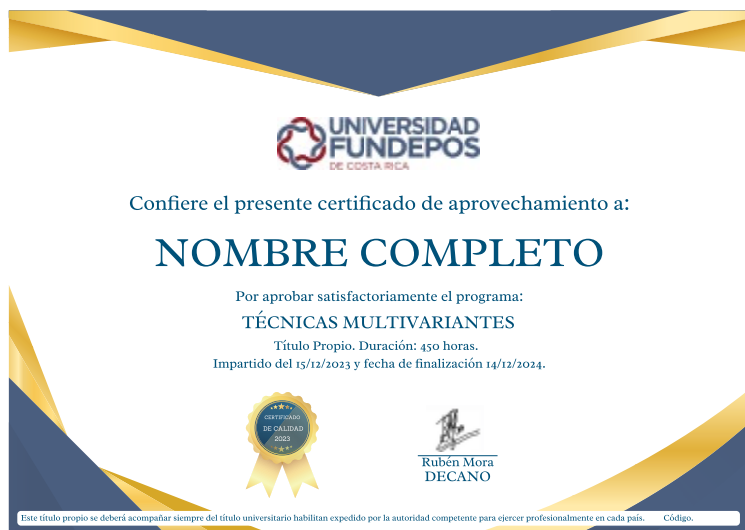 UNIVERSIDAD
FUNDEPOS
DE COSTA RICA
Confiere el presente certificado de aprovechamiento a:
NOMBRE COMPLETO
Por aprobar satisfactoriamente el programa:
TÉCNICAS MULTIVARIANTES
Título Propio. Duración: 450 horas.
Impartido del 15/12/2023 y fecha de finalización 14/12/2024.
CERTIFICADO
DE CALIDAD
2023
Rubén Mora
DECANO
Este título propio se deberá acompañar siempre del título universitario habilitan expedido por la autoridad competente para ejercer profesionalmente en cada país. Código.